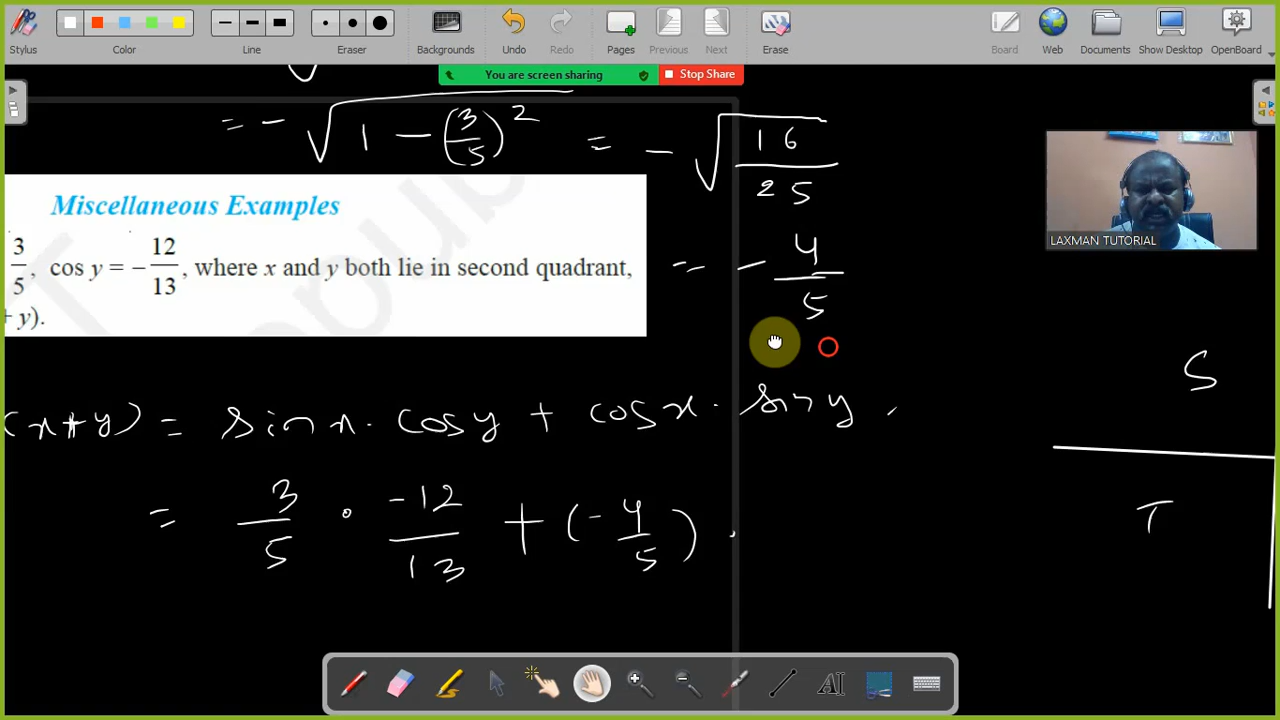 Stylus Color Line Eraser Backgrounds Undo Redo Pages Previous Next Erase Board Web Documents Show Desktop OpenBoard
You are screen sharing Stop Share
= - √(1 - (3/5)²) = - √(16/25)
Miscellaneous Examples
3/5, cos y = - 12/13, where x and y both lie in second quadrant,
+ y).
= - 4/5
LAXMAN TUTORIAL
S
(x+y) = sin x. cos y + cos x. sin y.
= 3/5 . -12/13 + (-4/5) .
T
AI